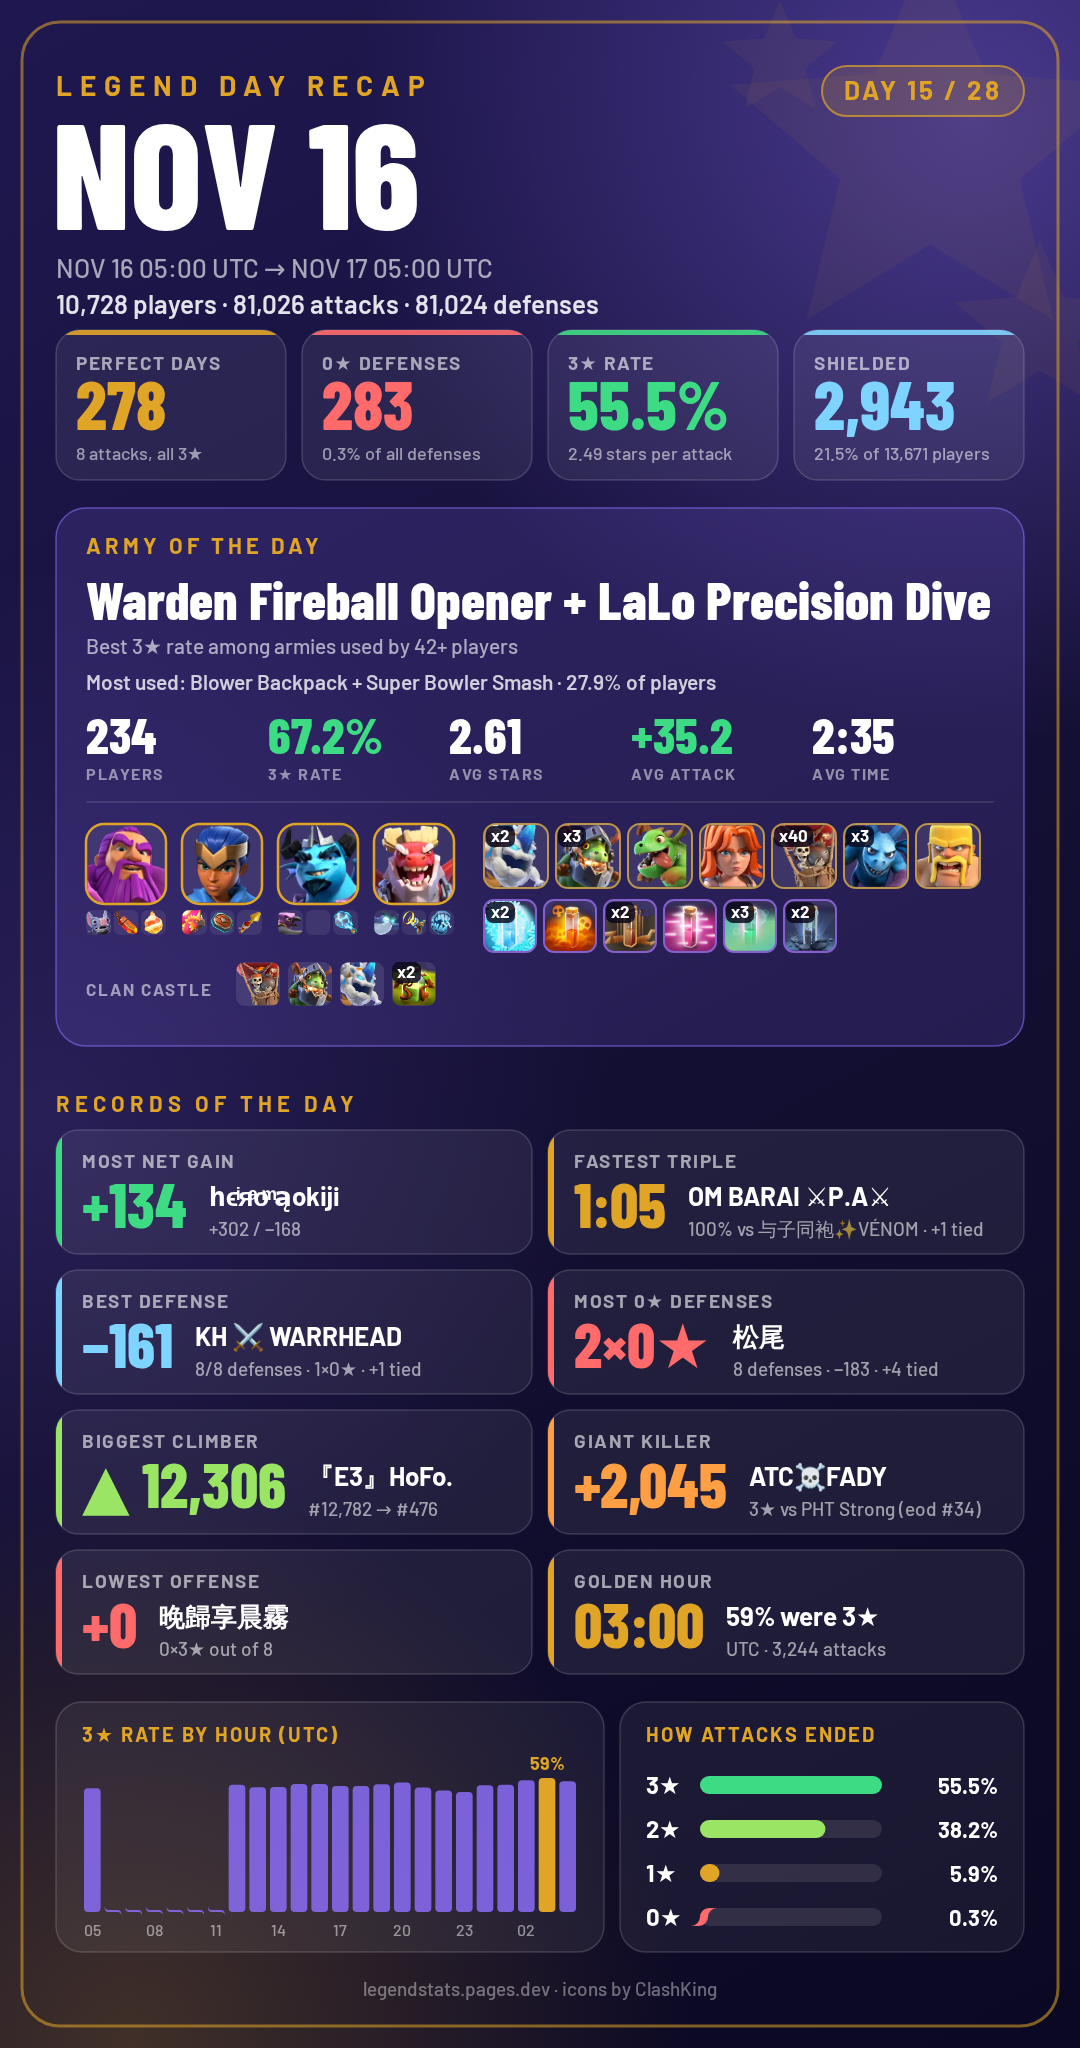 LEGEND DAY RECAP
DAY 15 / 28
NOV 16
NOV 16 05:00 UTC → NOV 17 05:00 UTC
10,728 players · 81,026 attacks · 81,024 defenses
PERFECT DAYS
278
8 attacks, all 3★
0★ DEFENSES
283
0.3% of all defenses
3★ RATE
55.5%
2.49 stars per attack
SHIELDED
2,943
21.5% of 13,671 players
ARMY OF THE DAY
Warden Fireball Opener + LaLo Precision Dive
Best 3★ rate among armies used by 42+ players
Most used: Blower Backpack + Super Bowler Smash · 27.9% of players
234
PLAYERS
67.2%
3★ RATE
2.61
AVG STARS
+35.2
AVG ATTACK
2:35
AVG TIME
x2 x3 x40 x3
x2 x2 x3 x2
CLAN CASTLE
x2
RECORDS OF THE DAY
MOST NET GAIN
+134
+302 / −168
FASTEST TRIPLE
1:05
OM BARAI ⚔P.A⚔
100% vs 与子同袍✨VÉNOM · +1 tied
BEST DEFENSE
−161
KH ⚔️ WARRHEAD
8/8 defenses · 1×0★ · +1 tied
MOST 0★ DEFENSES
2×0★
松尾
8 defenses · −183 · +4 tied
BIGGEST CLIMBER
▲ 12,306
『E3』HoFo.
#12,782 → #476
GIANT KILLER
+2,045
ATC☠️FADY
3★ vs PHT Strong (eod #34)
LOWEST OFFENSE
+0
晚歸享晨霧
0×3★ out of 8
GOLDEN HOUR
03:00
59% were 3★
UTC · 3,244 attacks
3★ RATE BY HOUR (UTC)
59%
05 08 11 14 17 20 23 02
HOW ATTACKS ENDED
3★ 55.5%
2★ 38.2%
1★ 5.9%
0★ 0.3%
legendstats.pages.dev · icons by ClashKing